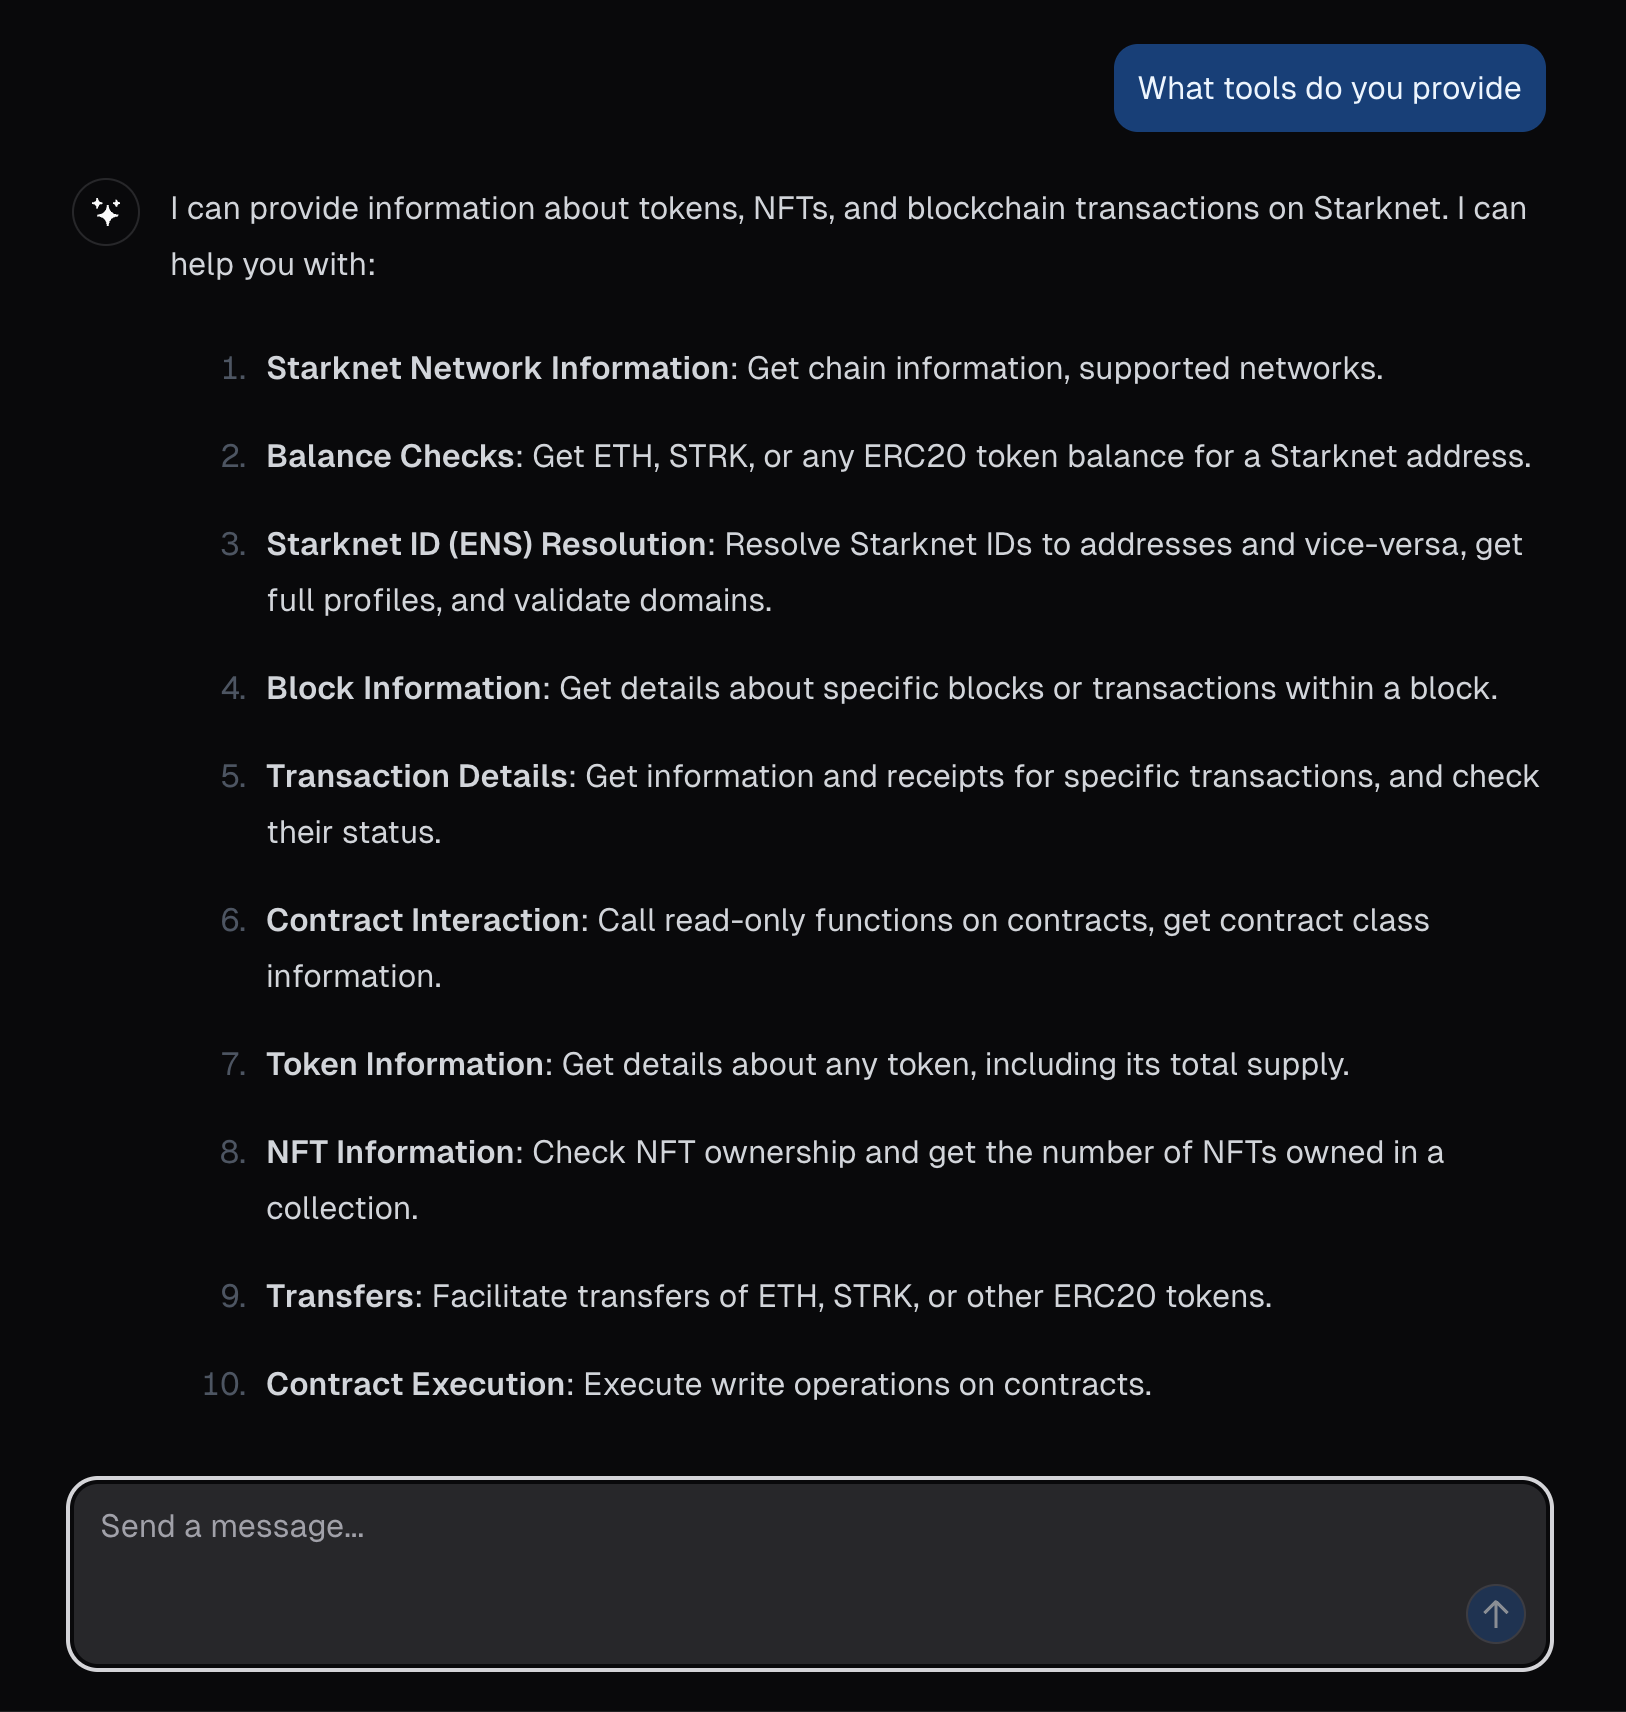 What tools do you provide
I can provide information about tokens, NFTs, and blockchain transactions on Starknet. I can
help you with:
1. Starknet Network Information: Get chain information, supported networks.
2. Balance Checks: Get ETH, STRK, or any ERC20 token balance for a Starknet address.
3. Starknet ID (ENS) Resolution: Resolve Starknet IDs to addresses and vice-versa, get
full profiles, and validate domains.
4. Block Information: Get details about specific blocks or transactions within a block.
5. Transaction Details: Get information and receipts for specific transactions, and check
their status.
6. Contract Interaction: Call read-only functions on contracts, get contract class
information.
7. Token Information: Get details about any token, including its total supply.
8. NFT Information: Check NFT ownership and get the number of NFTs owned in a
collection.
9. Transfers: Facilitate transfers of ETH, STRK, or other ERC20 tokens.
10. Contract Execution: Execute write operations on contracts.
Send a message...